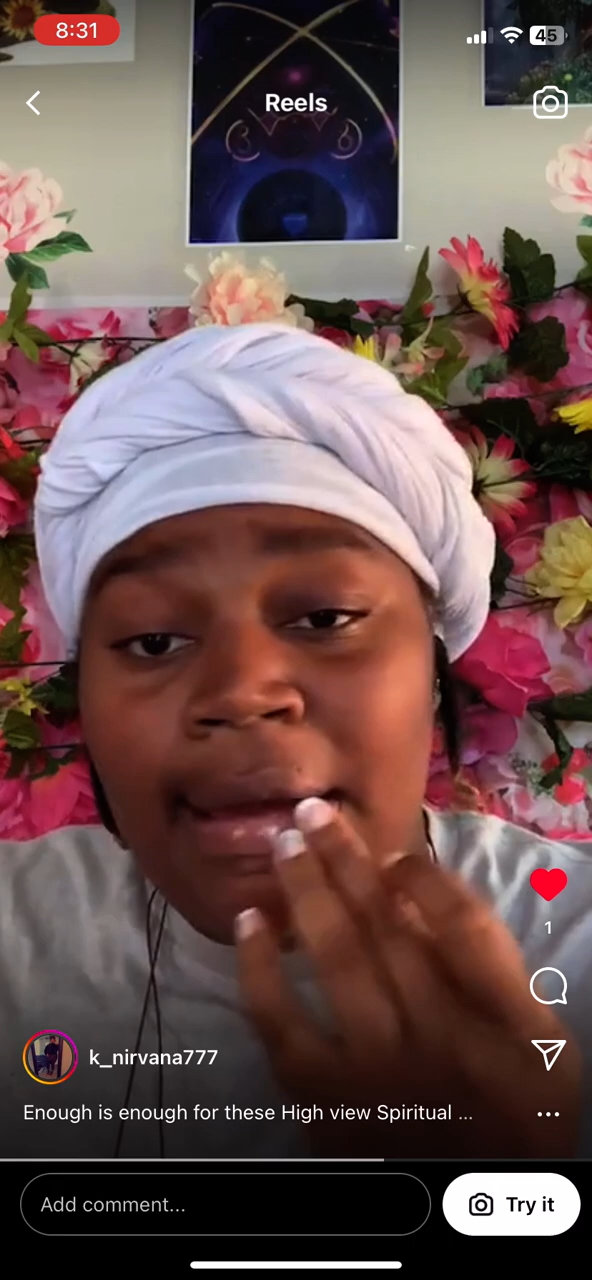 8:31
45
Reels
1
k_nirvana777
Enough is enough for these High view Spiritual ...
Add comment...
Try it